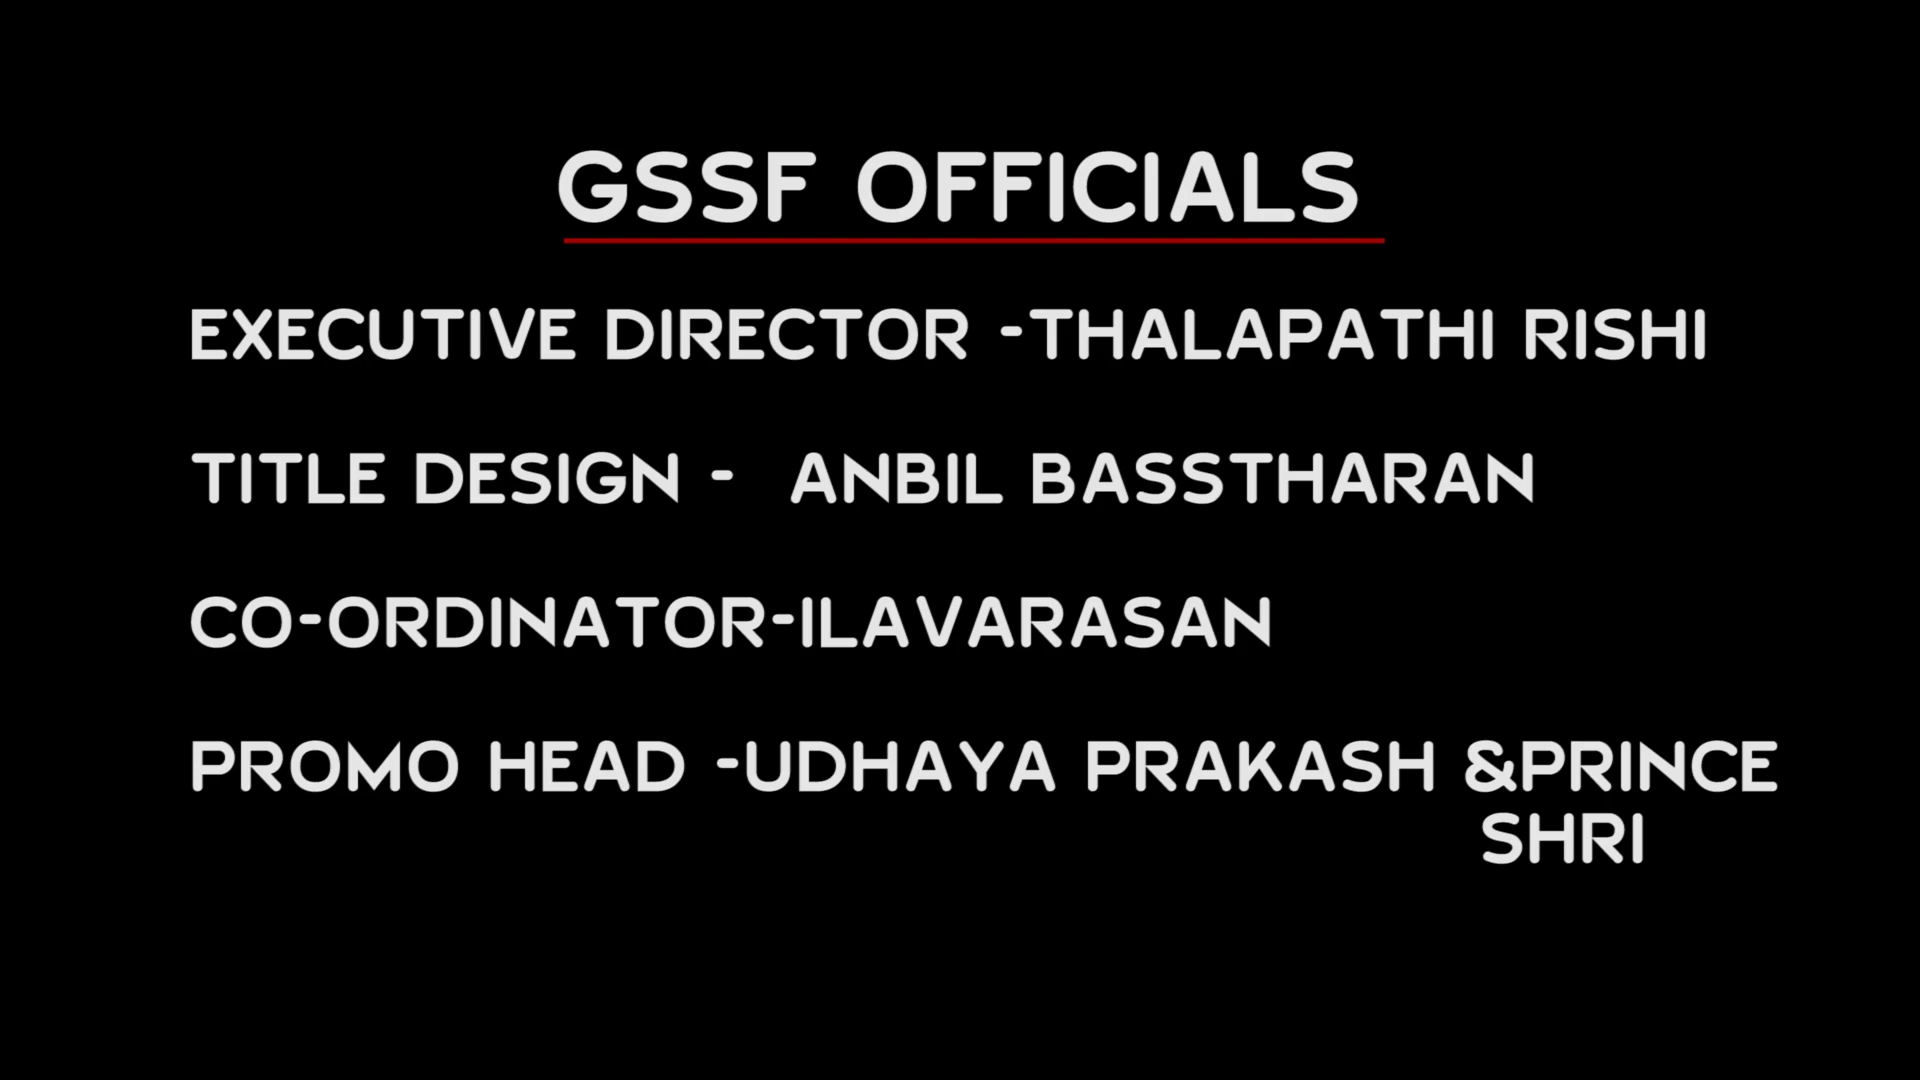 GSSF OFFICIALS
EXECUTIVE DIRECTOR -THALAPATHI RISHI
TITLE DESIGN -  ANBIL BASSTHARAN
CO-ORDINATOR-ILAVARASAN
PROMO HEAD -UDHAYA PRAKASH &PRINCE
SHRI